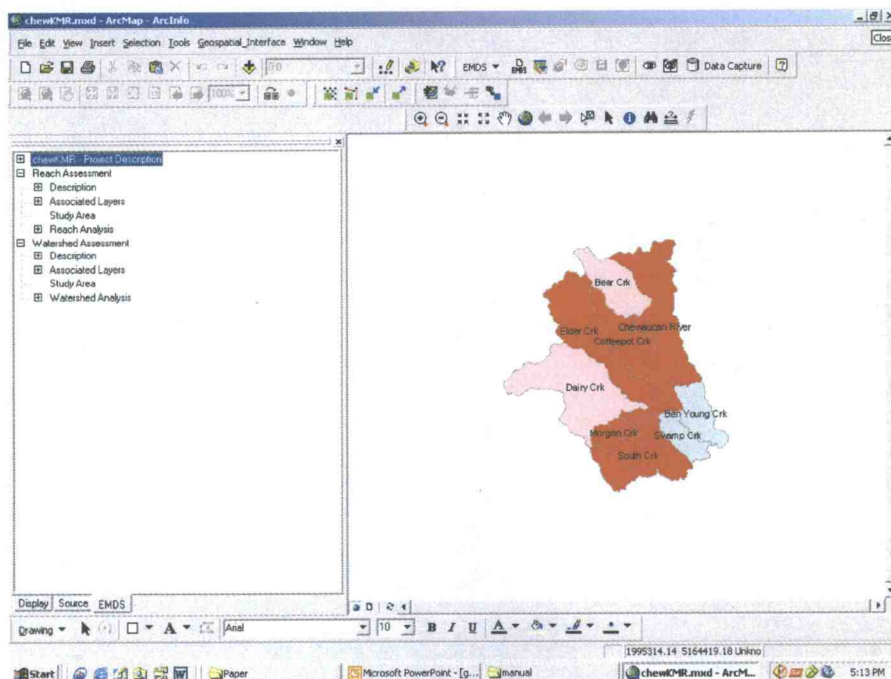 chewKMR.mxd - ArcMap - ArcInfo
File Edit View Insert Selection Tools Geospatial_Interface Window Help
Clos
EMDS
Data Capture
100%
chewKMR - Project Description
Reach Assessment
Description
Associated Layers
Study Area
Reach Analysis
Watershed Assessment
Description
Associated Layers
Study Area
Watershed Analysis
Bear Crk
Chewaucan River
Elder Crk
Coffeepot Crk
Dairy Crk
Ben Young Crk
Morgan Crk
Swamp Crk
South Crk
Display Source EMDS
Drawing A Arial 10 B I U A
1995314.14 5164419.18 Unkno
Start Paper Microsoft PowerPoint - [g... manual chewKMR.mxd - ArcM... 5:13 PM